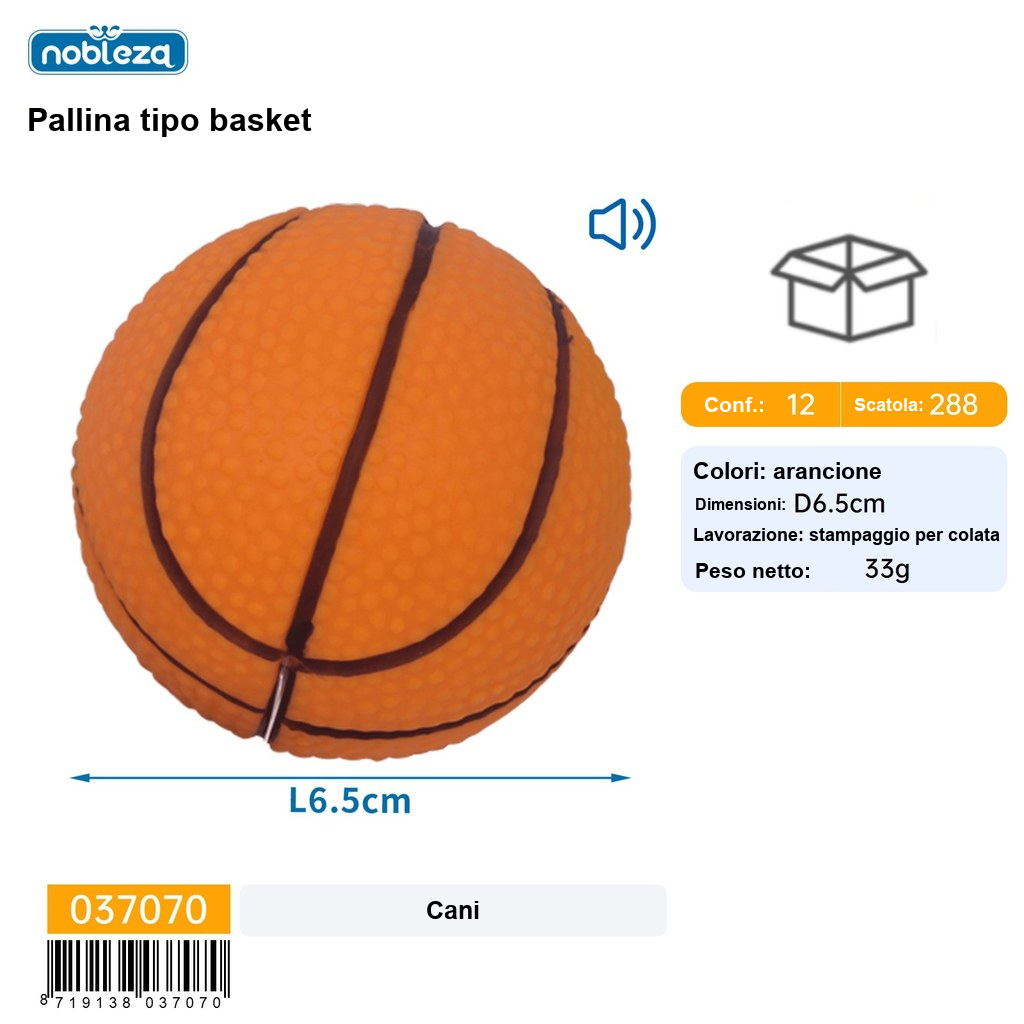 nobleza
Pallina tipo basket
Conf.: 12 Scatola: 288
Colori: arancione
Dimensioni: D6.5cm
Lavorazione: stampaggio per colata
Peso netto: 33g
L6.5cm
037070
Cani
8 719138 037070